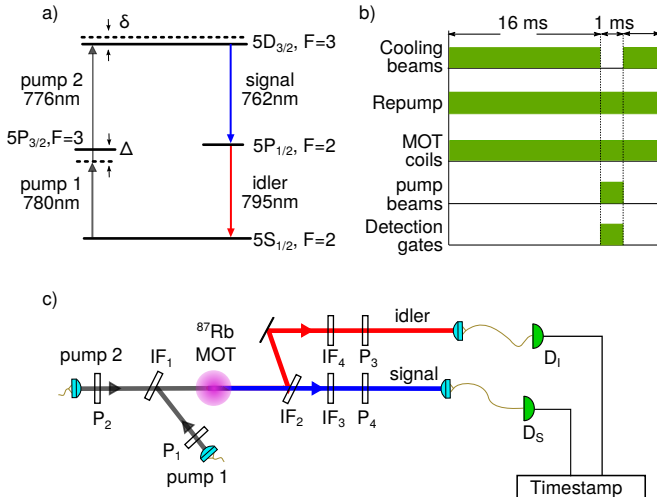 a)
δ
5D3/2, F=3
pump 2
776nm
signal
762nm
5P3/2,F=3
Δ
5P1/2, F=2
pump 1
780nm
idler
795nm
5S1/2, F=2
b)
16 ms
1 ms
Cooling
beams
Repump
MOT
coils
pump
beams
Detection
gates
c)
87Rb
MOT
idler
pump 2
IF1
IF4
P3
DI
signal
P2
IF2
IF3
P4
DS
P1
pump 1
Timestamp